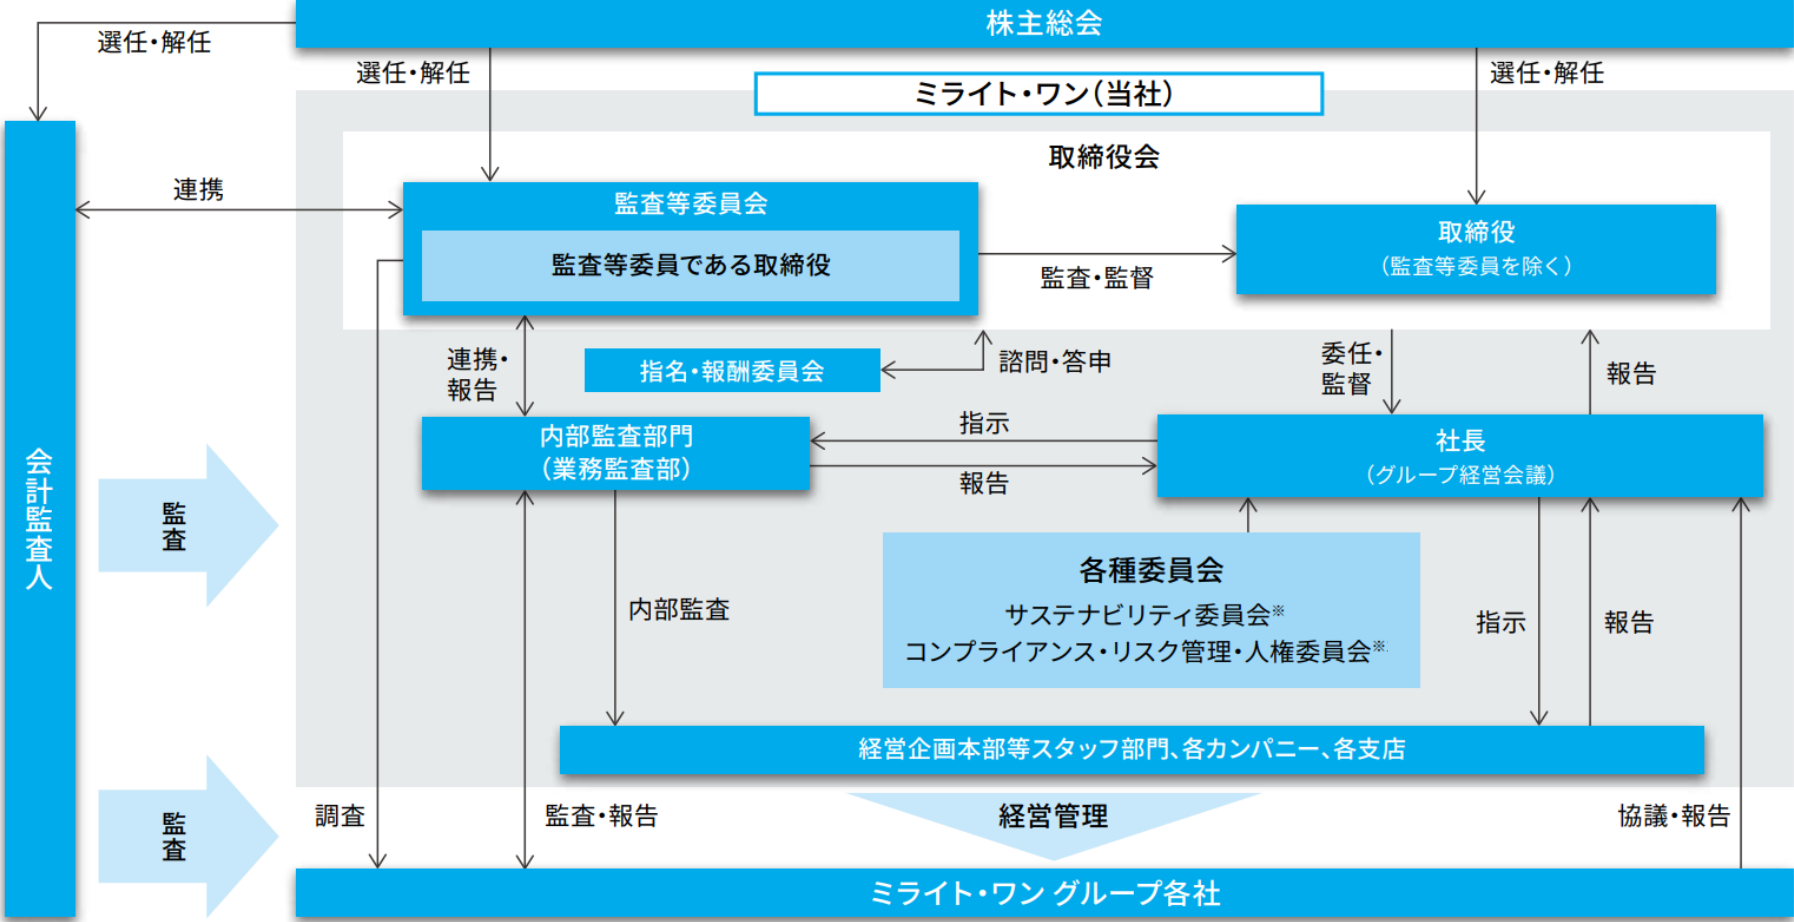 株主総会
選任・解任
選任・解任
選任・解任
ミライト・ワン（当社）
取締役会
連携
監査等委員会
監査等委員である取締役
監査・監督
取締役
（監査等委員を除く）
連携・
報告
指名・報酬委員会
諮問・答申
委任・
監督
報告
内部監査部門
（業務監査部）
指示
報告
社長
（グループ経営会議）
会計監査人
監査
各種委員会
サステナビリティ委員会※
コンプライアンス・リスク管理・人権委員会※
内部監査
指示
報告
経営企画本部等スタッフ部門、各カンパニー、各支店
監査
調査
監査・報告
経営管理
協議・報告
ミライト・ワン グループ各社